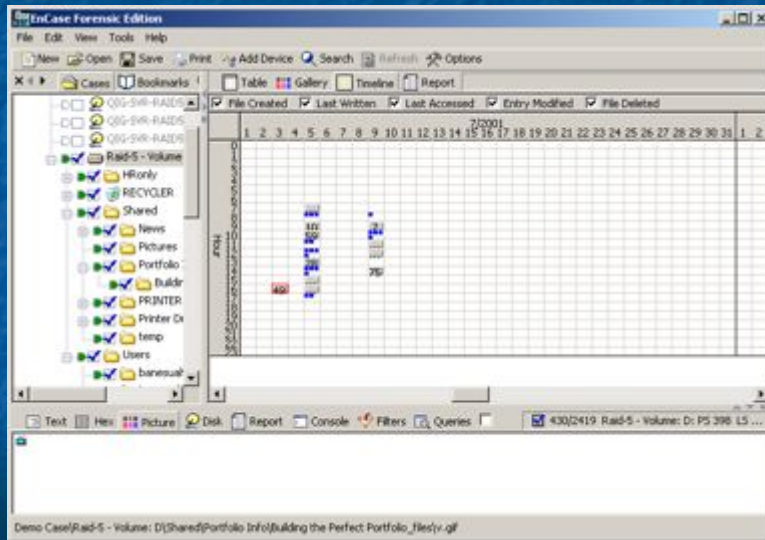 EnCase Forensic Edition
File Edit View Tools Help
New Open Save Print Add Device Search Refresh Options
Cases Bookmarks Table Gallery Timeline Report
File Created Last Written Last Accessed Entry Modified File Deleted
7/2001
1 2 3 4 5 6 7 8 9 10 11 12 13 14 15 16 17 18 19 20 21 22 23 24 25 26 27 28 29 30 31 1 2
Hour
Raid-5 - Volume
HRonly
RECYCLER
Shared
News
Pictures
Portfolio
Buildin
PRINTER
Printer Dr
temp
Users
banesuah
49
75
Text Hex Picture Disk Report Console Filters Queries 430/2419 Raid-5 - Volume: D: PS 398 LS ...
Demo Case\Raid-5 - Volume: D\Shared\Portfolio Info\Building the Perfect Portfolio_files\v.gif